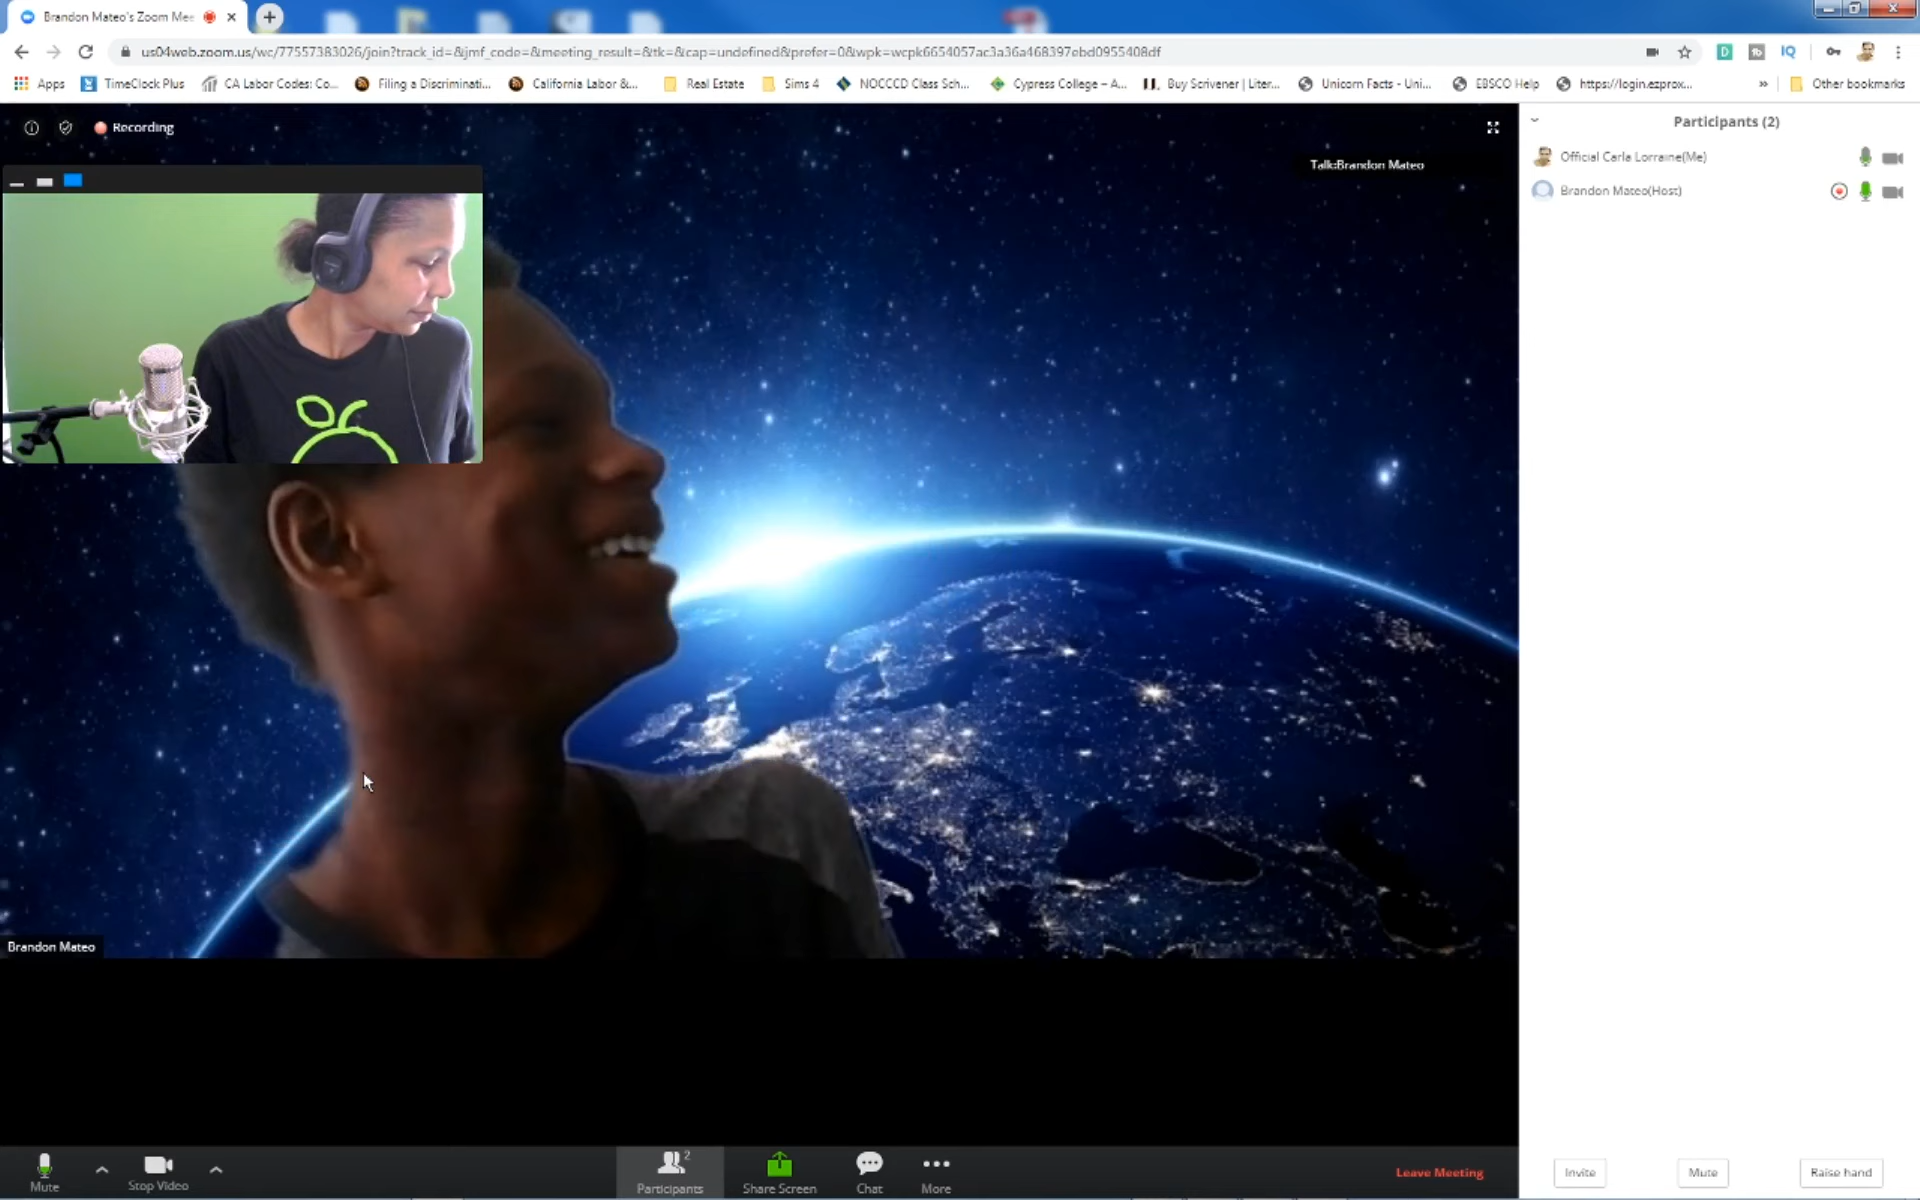 Brandon Mateo's Zoom Mee
us04web.zoom.us/wc/77557383026/join?track_id=&jmf_code=&meeting_result=&tk=&cap=undefined&prefer=0&wpk=wcpk6654057ac3a36a468397ebd0955408df
Apps TimeClock Plus CA Labor Codes: Co... Filing a Discriminati... California Labor &... Real Estate Sims 4 NOCCCD Class Sch... Cypress College – A... Buy Scrivener | Liter... Unicorn Facts - Uni... EBSCO Help https://login.ezprox... » Other bookmarks
Recording
Participants (2)
Talk:Brandon Mateo
Official Carla Lorraine(Me)
Brandon Mateo(Host)
Brandon Mateo
Mute Stop Video Participants 2 Share Screen Chat More Leave Meeting
Invite Mute Raise hand